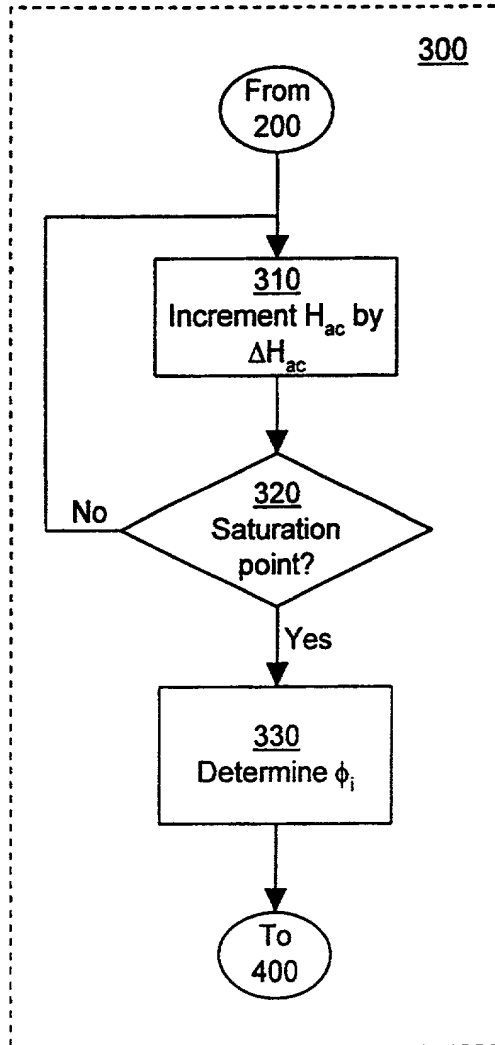 300
From
200
310
Increment H_ac by
ΔH_ac
320
Saturation
point?
No
Yes
330
Determine ϕ_i
To
400